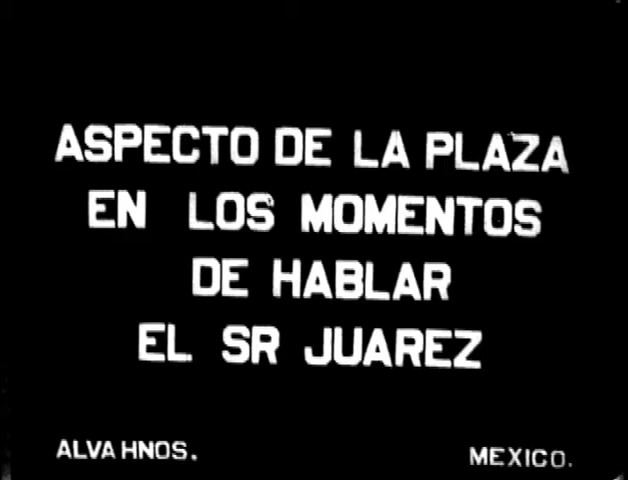 ASPECTO DE LA PLAZA
EN LOS MOMENTOS
DE HABLAR
EL SR JUAREZ
ALVA HNOS.
MEXICO.